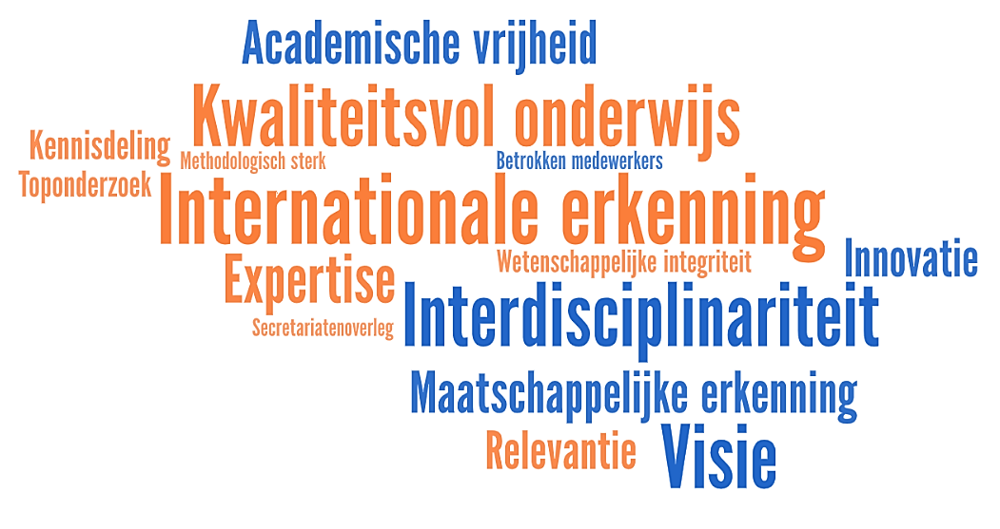 Academische vrijheid
Kwaliteitsvol onderwijs
Kennisdeling
Methodologisch sterk
Betrokken medewerkers
Toponderzoek
Internationale erkenning
Wetenschappelijke integriteit
Innovatie
Expertise
Interdisciplinariteit
Secretariatenoverleg
Maatschappelijke erkenning
Relevantie
Visie